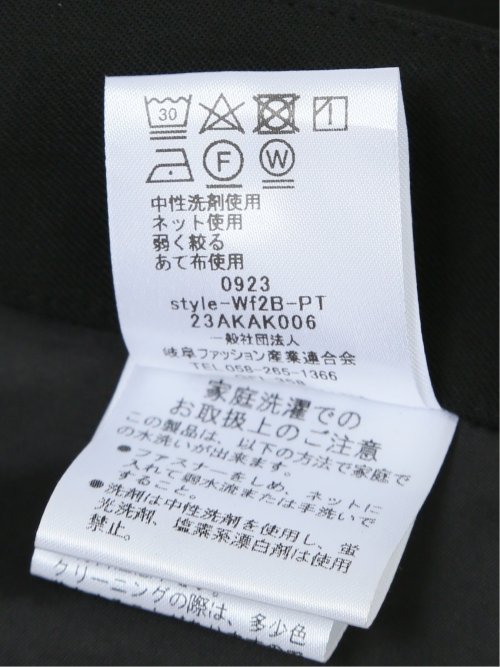 30
F W
中性洗剤使用
ネット使用
弱く絞る
あて布使用
0923
style-Wf2B-PT
23AKAK006
一般社団法人
岐阜ファッション産業連合会
TEL 058-265-1366
家庭洗濯での
お取扱上のご注意
この製品は、以下の方法で家庭で
の水洗いが出来ます。
●ファスナーをしめ、ネットに
入れて弱水流または手洗いで
すること。
●洗剤は中性洗剤を使用し、蛍
光洗剤、塩素系漂白剤は使用
禁止。
クリーニングの際は、多少色